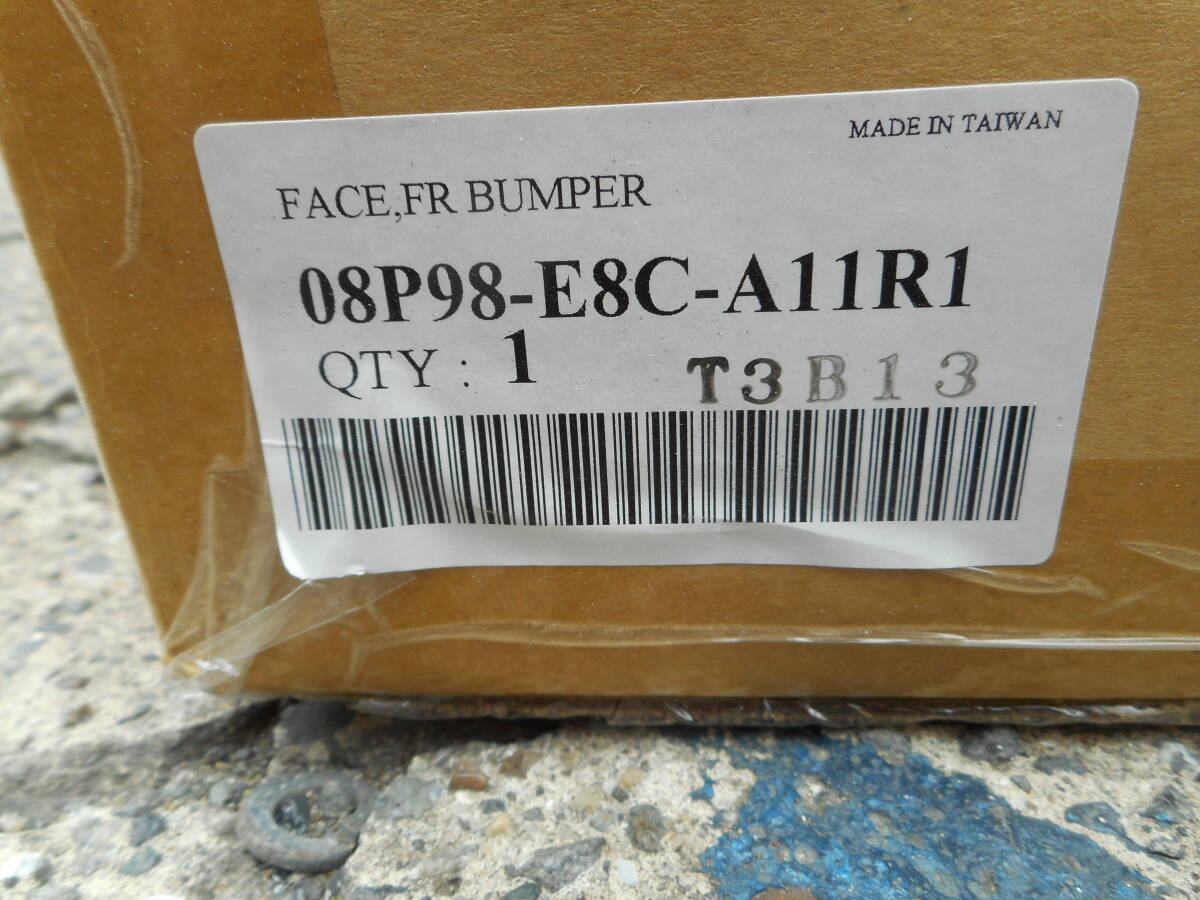 MADE IN TAIWAN
FACE,FR BUMPER
08P98-E8C-A11R1
QTY : 1
T3B13